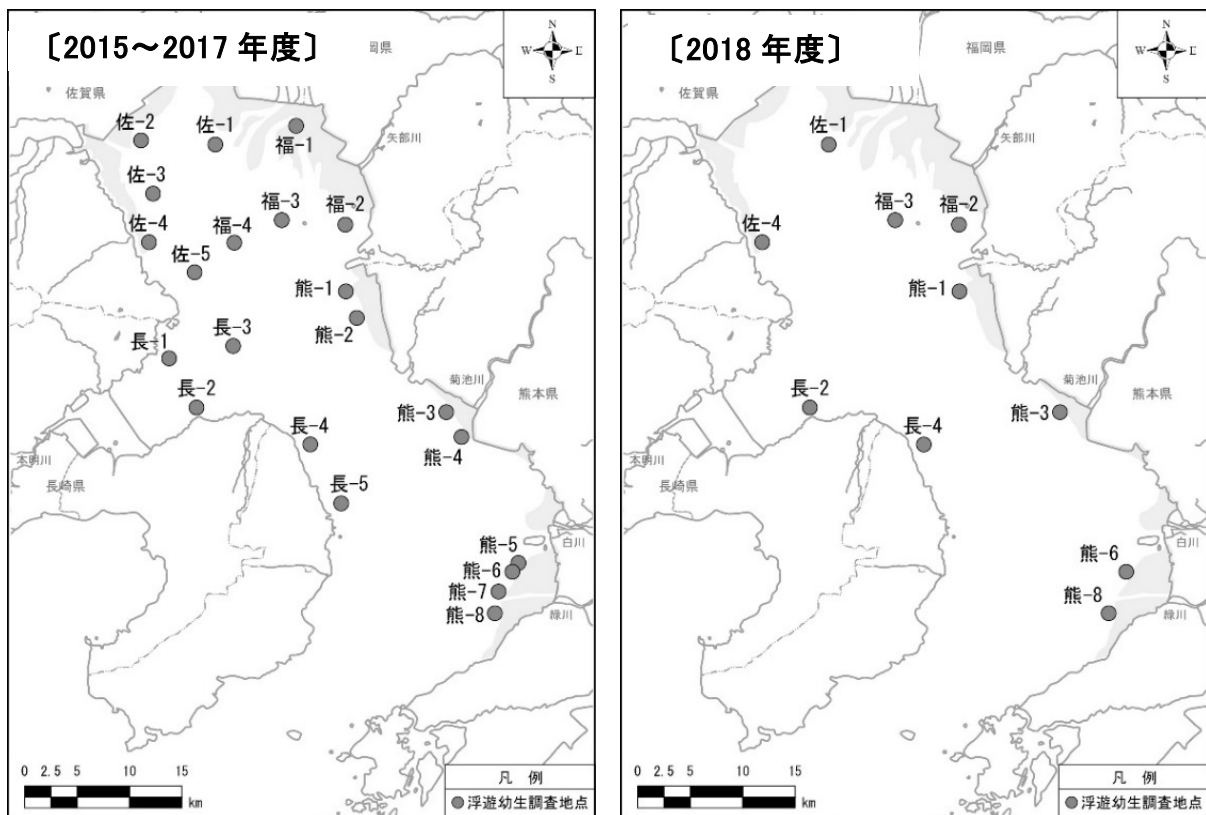 〔2015～2017 年度〕
岡県
N
W
S
佐賀県
矢部川
佐-2
佐-1
福-1
佐-3
福-3
福-2
佐-4
福-4
佐-5
熊-1
熊-2
長-3
長-1
菊池川
熊本県
長-2
熊-3
長-4
熊-4
本明川
長崎県
長-5
白川
熊-5
熊-6
熊-7
熊-8
緑川
0 2.5 5 10 15
km
凡 例
浮遊幼生調査地点
〔2018 年度〕
福岡県
N
W
S
佐賀県
矢部川
佐-1
福-3
福-2
佐-4
熊-1
菊池川
熊本県
長-2
熊-3
長-4
本明川
長崎県
白川
熊-6
熊-8
緑川
0 2.5 5 10 15
km
凡 例
浮遊幼生調査地点